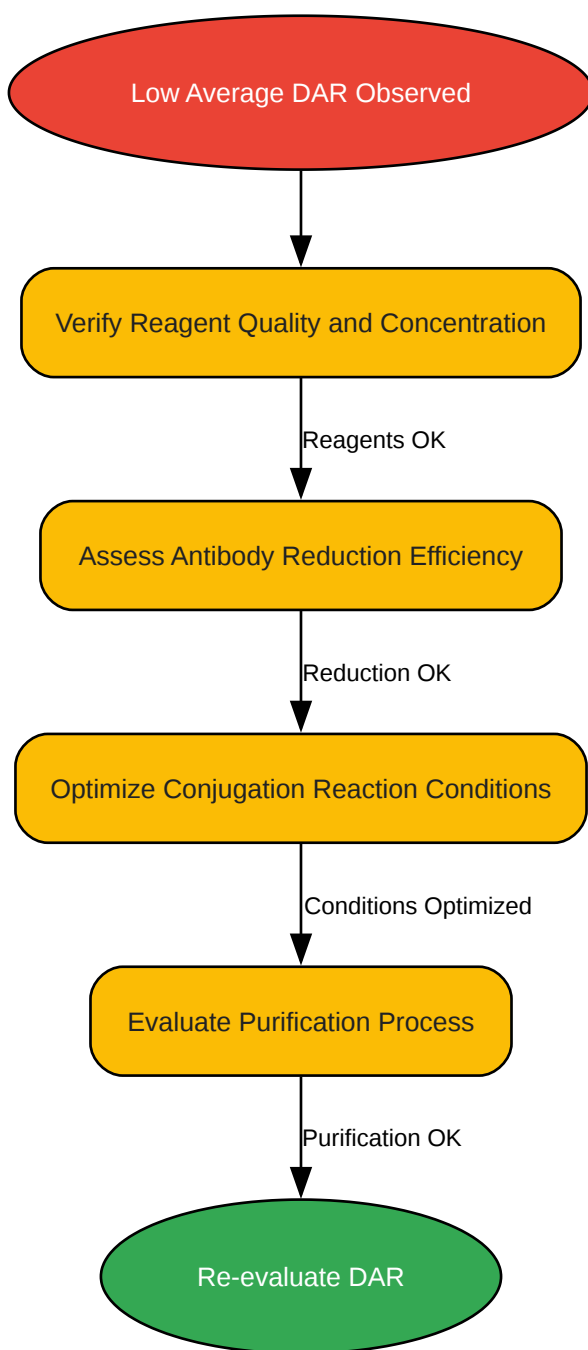 Low Average DAR Observed
Verify Reagent Quality and Concentration
Reagents OK
Assess Antibody Reduction Efficiency
Reduction OK
Optimize Conjugation Reaction Conditions
Conditions Optimized
Evaluate Purification Process
Purification OK
Re-evaluate DAR